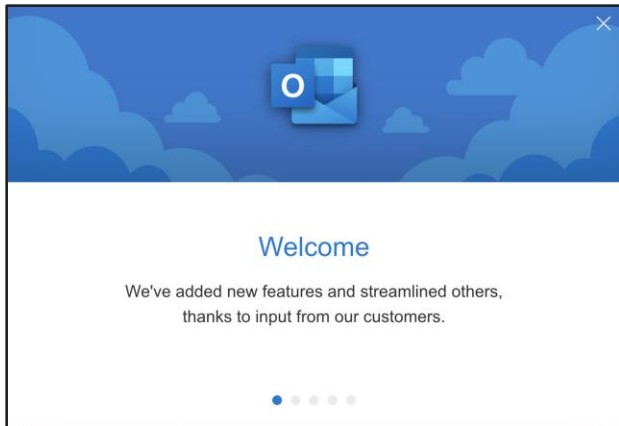 O
Welcome
We've added new features and streamlined others,
thanks to input from our customers.